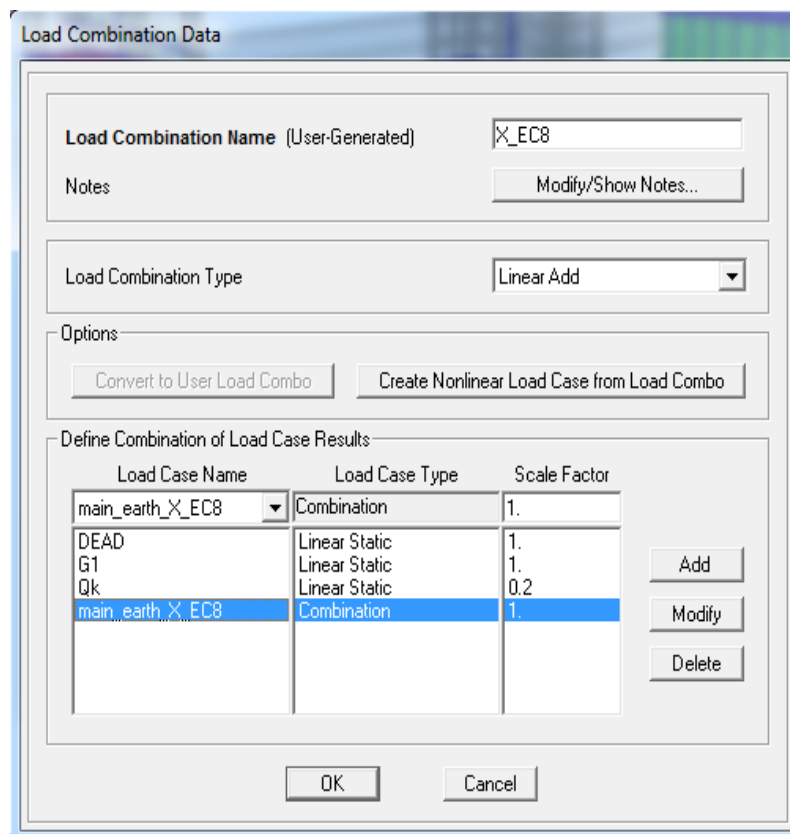 Load Combination Data
Load Combination Name (User-Generated) X_EC8
Notes Modify/Show Notes...
Load Combination Type Linear Add
Options
Convert to User Load Combo Create Nonlinear Load Case from Load Combo
Define Combination of Load Case Results
Load Case Name Load Case Type Scale Factor
main_earth_X_EC8 Combination 1.
DEAD Linear Static 1.
G1 Linear Static 1.
Qk Linear Static 0.2
main_earth_X_EC8 Combination 1.
Add
Modify
Delete
OK Cancel